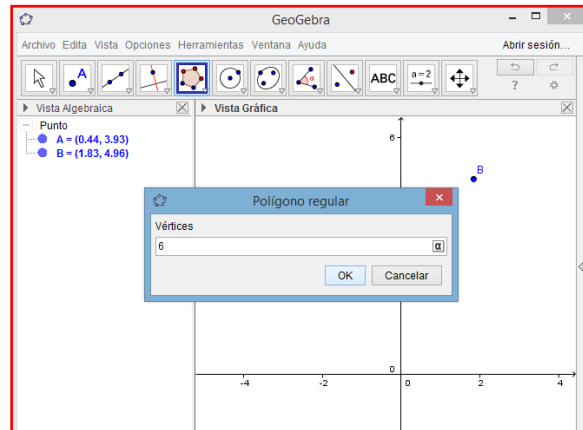 GeoGebra
Archivo Edita Vista Opciones Herramientas Ventana Ayuda Abrir sesión...
A α ABC a=2 ?
Vista Algebraica Vista Gráfica
Punto
A = (0.44, 3.93)
B = (1.83, 4.96)
6
B
Polígono regular
Vértices
6 α
OK Cancelar
0
-4 -2 0 2 4